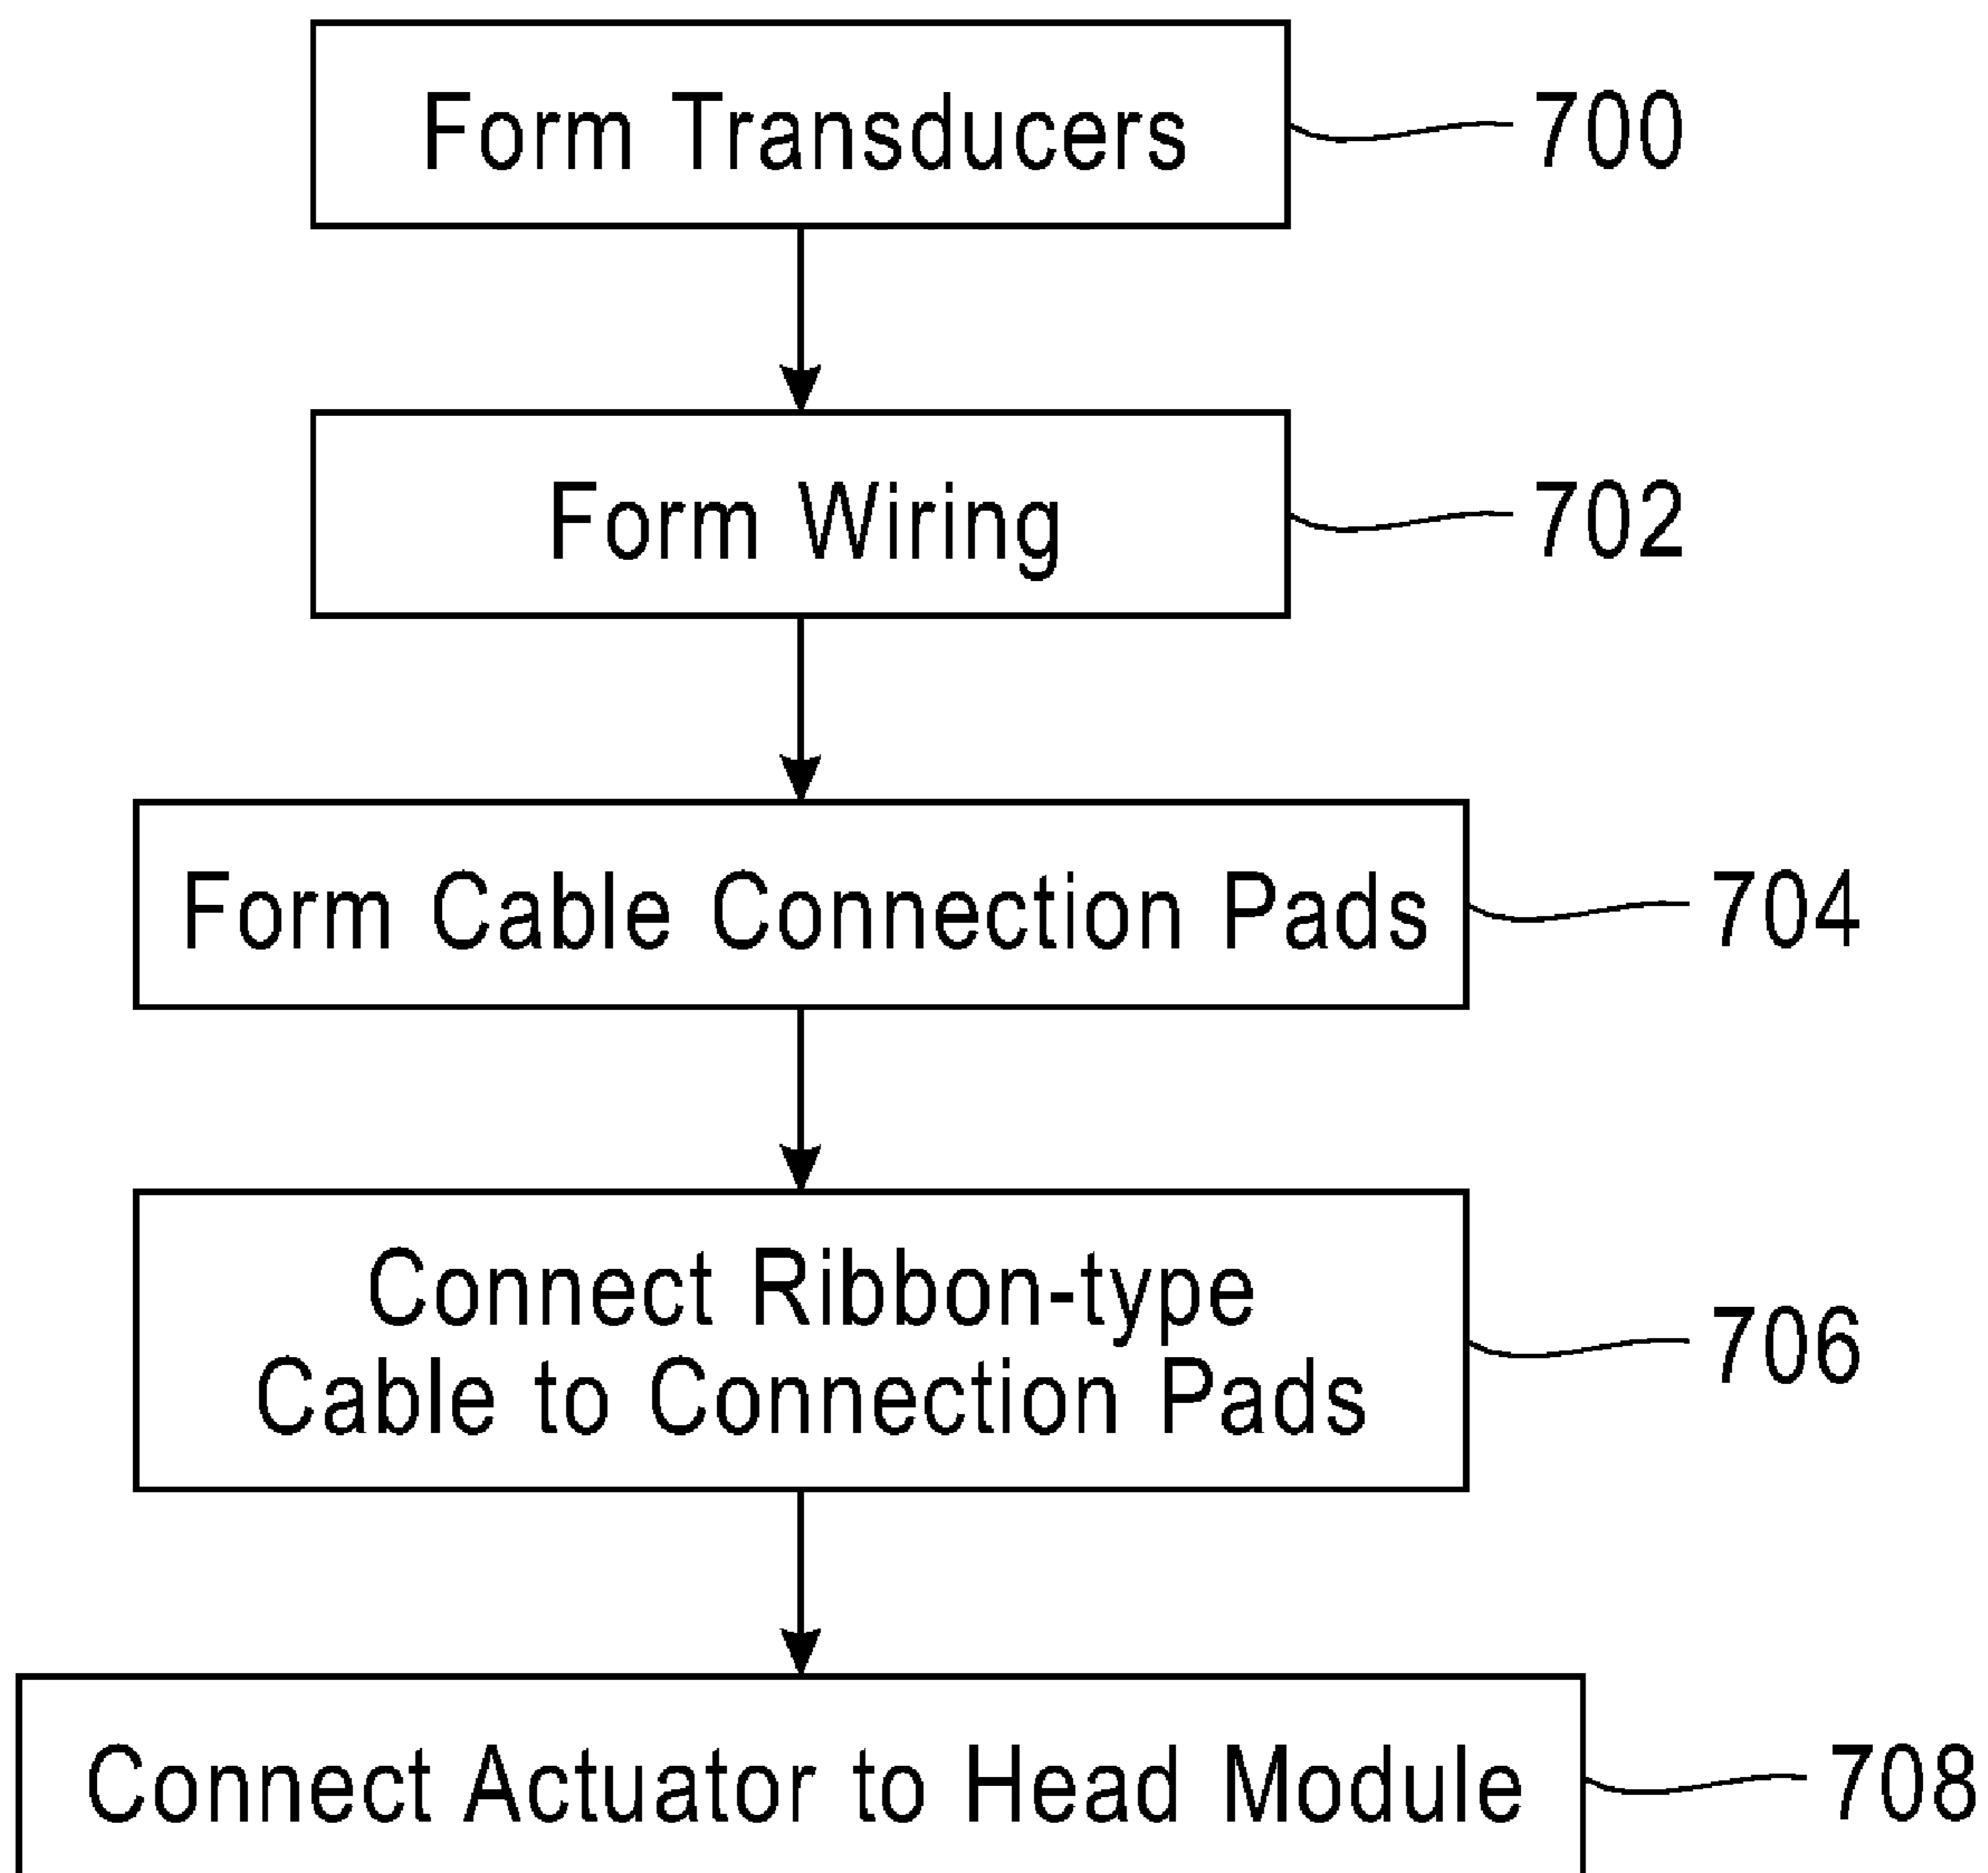 Form Transducers
700
Form Wiring
702
Form Cable Connection Pads
704
Connect Ribbon-type
Cable to Connection Pads
706
Connect Actuator to Head Module
708